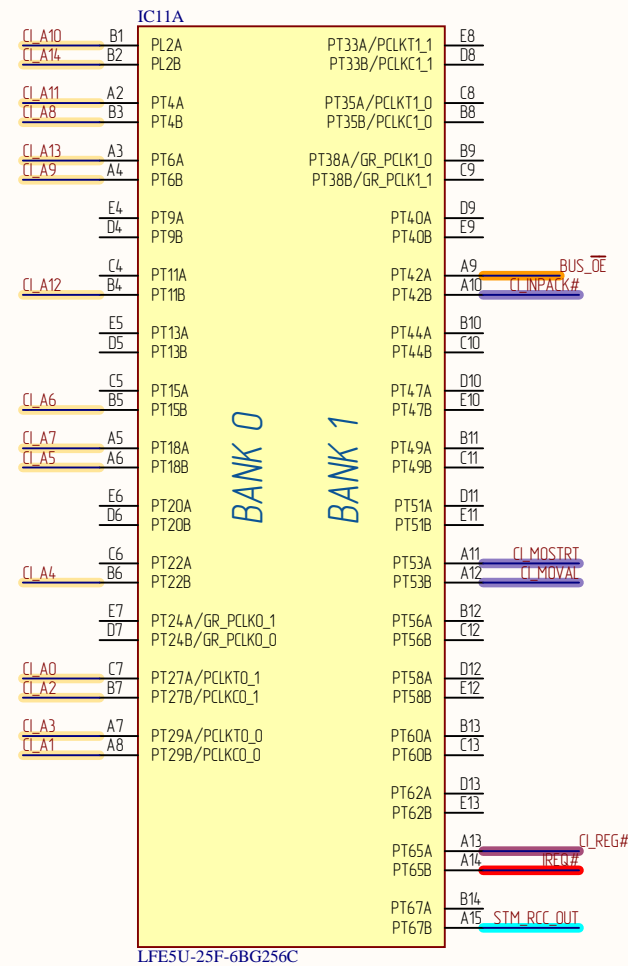 IC11A
CI_A10 B1 PL2A PT33A/PCLKT1_1 E8
CI_A14 B2 PL2B PT33B/PCLKC1_1 D8
CI_A11 A2 PT4A PT35A/PCLKT1_0 C8
CI_A8 B3 PT4B PT35B/PCLKC1_0 B8
CI_A13 A3 PT6A PT38A/GR_PCLK1_0 B9
CI_A9 A4 PT6B PT38B/GR_PCLK1_1 C9
E4 PT9A PT40A D9
D4 PT9B PT40B E9
C4 PT11A PT42A A9 BUS_OE
CI_A12 B4 PT11B PT42B A10 CI_INPACK#
E5 PT13A PT44A B10
D5 PT13B PT44B C10
C5 PT15A PT47A D10
CI_A6 B5 PT15B PT47B E10
CI_A7 A5 PT18A PT49A B11
CI_A5 A6 PT18B PT49B C11
BANK 0 BANK 1
E6 PT20A PT51A D11
D6 PT20B PT51B E11
C6 PT22A PT53A A11 CI_MOSTRT
CI_A4 B6 PT22B PT53B A12 CI_MOVAL
E7 PT24A/GR_PCLK0_1 PT56A B12
D7 PT24B/GR_PCLK0_0 PT56B C12
CI_A0 C7 PT27A/PCLKT0_1 PT58A D12
CI_A2 B7 PT27B/PCLKC0_1 PT58B E12
CI_A3 A7 PT29A/PCLKT0_0 PT60A B13
CI_A1 A8 PT29B/PCLKC0_0 PT60B C13
PT62A D13
PT62B E13
PT65A A13 CI_REG#
PT65B A14 IREQ#
PT67A B14
PT67B A15 STM_RCC_OUT
LFE5U-25F-6BG256C